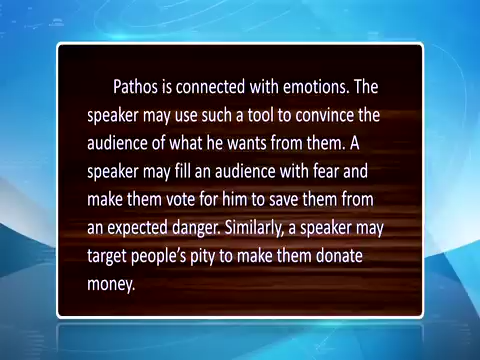 Pathos is connected with emotions. The
speaker may use such a tool to convince the
audience of what he wants from them. A
speaker may fill an audience with fear and
make them vote for him to save them from
an expected danger. Similarly, a speaker may
target people’s pity to make them donate
money.